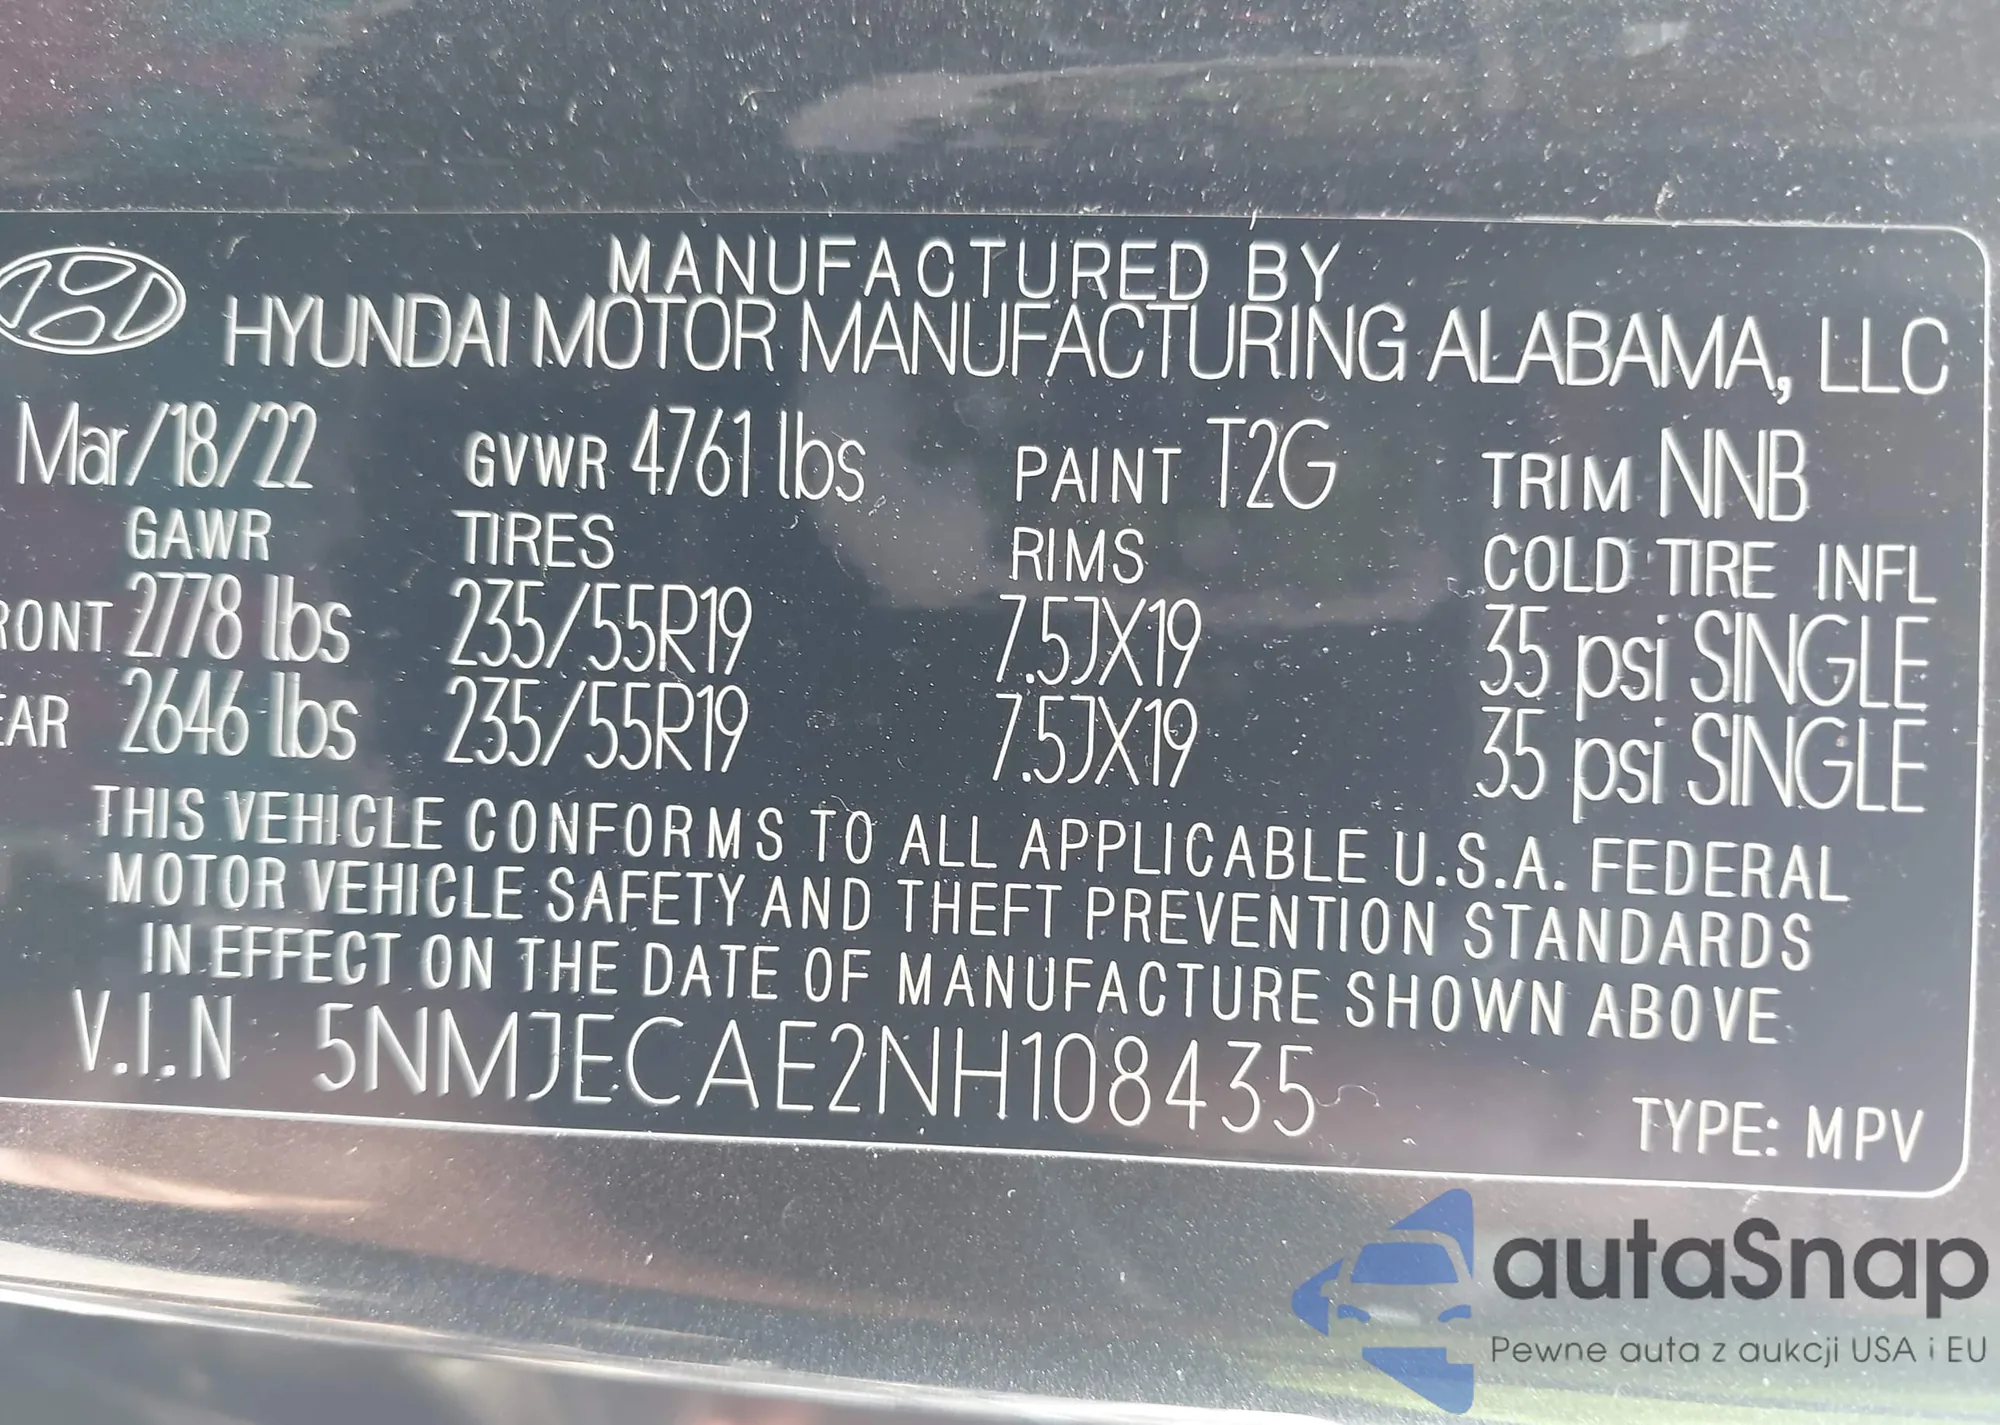 MANUFACTURED BY
HYUNDAI MOTOR MANUFACTURING ALABAMA, LLC
Mar/18/22 GVWR 4761 lbs PAINT T2G TRIM NNB
GAWR TIRES RIMS COLD TIRE INFL
RONT 2778 lbs 235/55R19 7.5JX19 35 psi SINGLE
EAR 2646 lbs 235/55R19 7.5JX19 35 psi SINGLE
THIS VEHICLE CONFORMS TO ALL APPLICABLE U.S.A. FEDERAL
MOTOR VEHICLE SAFETY AND THEFT PREVENTION STANDARDS
IN EFFECT ON THE DATE OF MANUFACTURE SHOWN ABOVE
V.I.N 5NMJECAE2NH108435
TYPE: MPV
autaSnap
Pewne auta z aukcji USA i EU